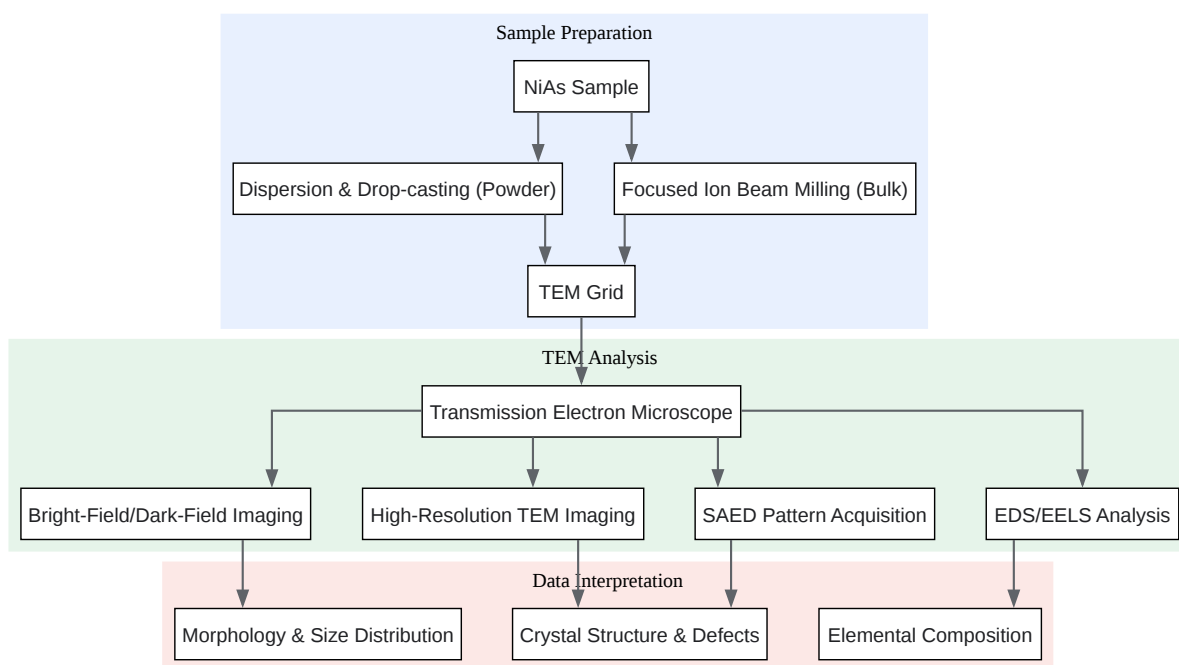 Sample Preparation
NiAs Sample
Dispersion & Drop-casting (Powder)
Focused Ion Beam Milling (Bulk)
TEM Grid
TEM Analysis
Transmission Electron Microscope
Bright-Field/Dark-Field Imaging
High-Resolution TEM Imaging
SAED Pattern Acquisition
EDS/EELS Analysis
Data Interpretation
Morphology & Size Distribution
Crystal Structure & Defects
Elemental Composition